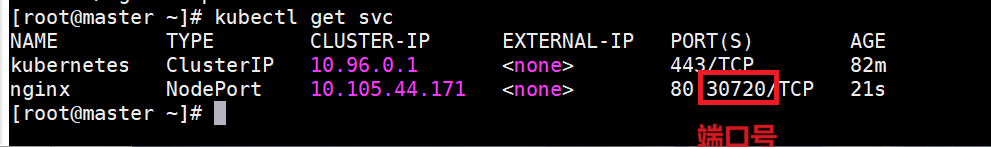 [root@master ~]# kubectl get svc
NAME TYPE CLUSTER-IP EXTERNAL-IP PORT(S) AGE
kubernetes ClusterIP 10.96.0.1 <none> 443/TCP 82m
nginx NodePort 10.105.44.171 <none> 80 30720/TCP 21s
[root@master ~]#
端口号